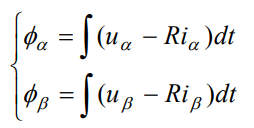 ϕ_α = ∫(u_α − Ri_α)dt
ϕ_β = ∫(u_β − Ri_β)dt